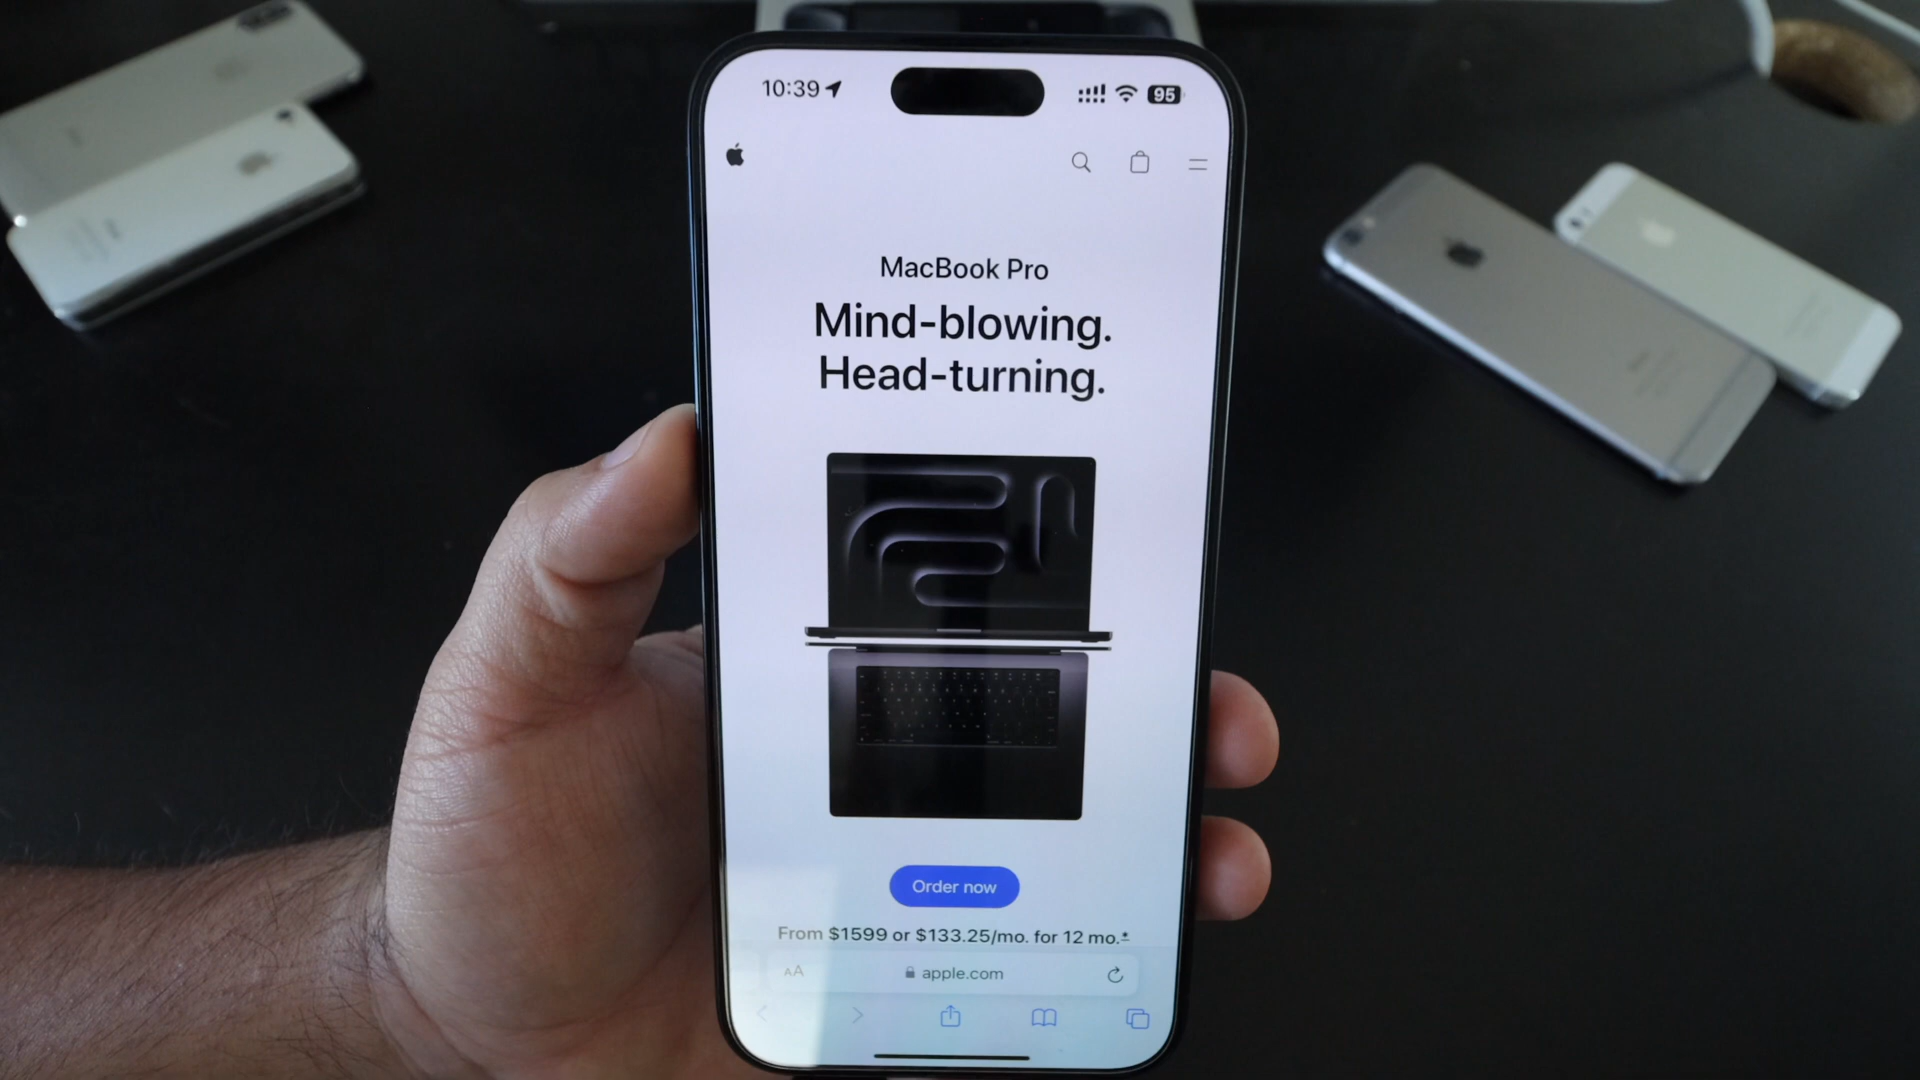 10:39
95
MacBook Pro
Mind-blowing.
Head-turning.
Order now
From $1599 or $133.25/mo. for 12 mo.*
AA
apple.com